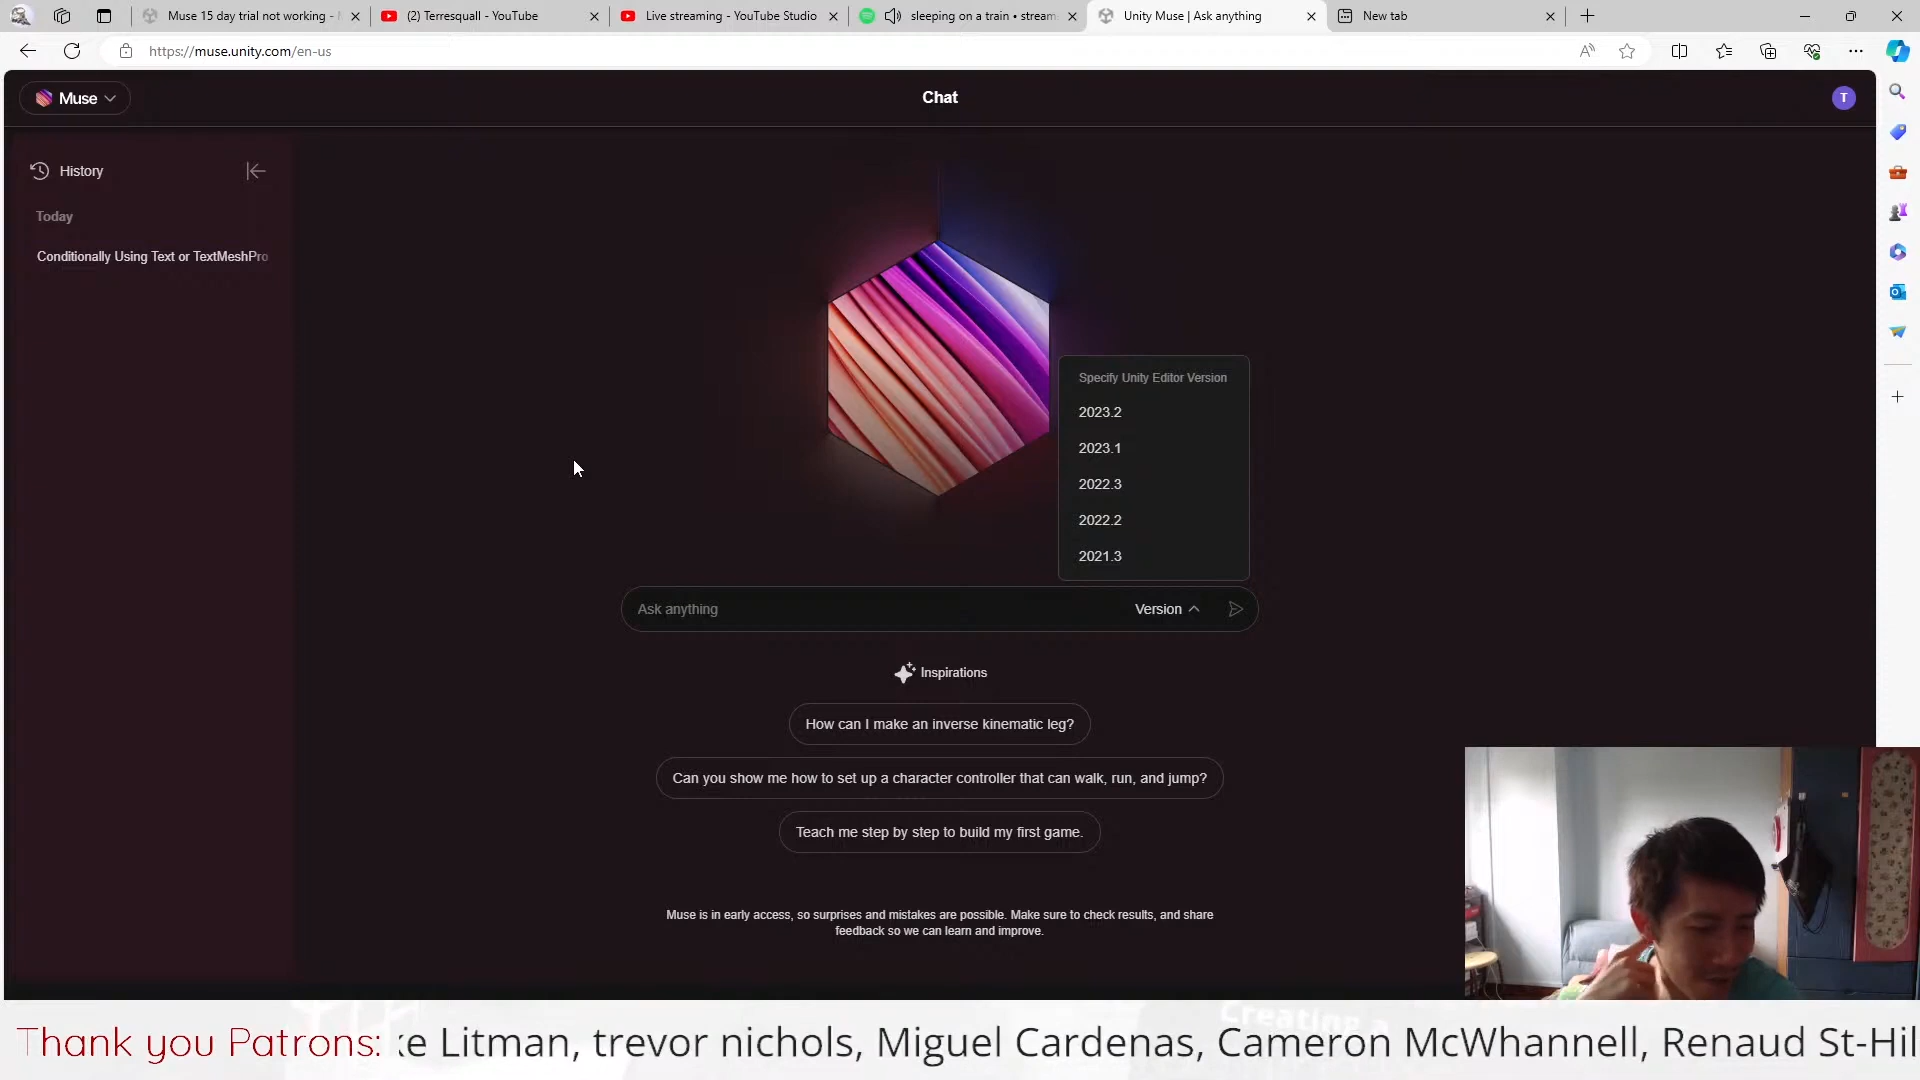 Muse 15 day trial not working -
(2) Terresquall - YouTube
Live streaming - YouTube Studio
sleeping on a train • stream
Unity Muse | Ask anything
New tab
https://muse.unity.com/en-us
Muse
Chat
T
History
Today
Conditionally Using Text or TextMeshPro
Specify Unity Editor Version
2023.2
2023.1
2022.3
2022.2
2021.3
Ask anything
Version
Inspirations
How can I make an inverse kinematic leg?
Can you show me how to set up a character controller that can walk, run, and jump?
Teach me step by step to build my first game.
Muse is in early access, so surprises and mistakes are possible. Make sure to check results, and share
feedback so we can learn and improve.
Creating a
Thank you Patrons: ke Litman, trevor nichols, Miguel Cardenas, Cameron McWhannell, Renaud St-Hil